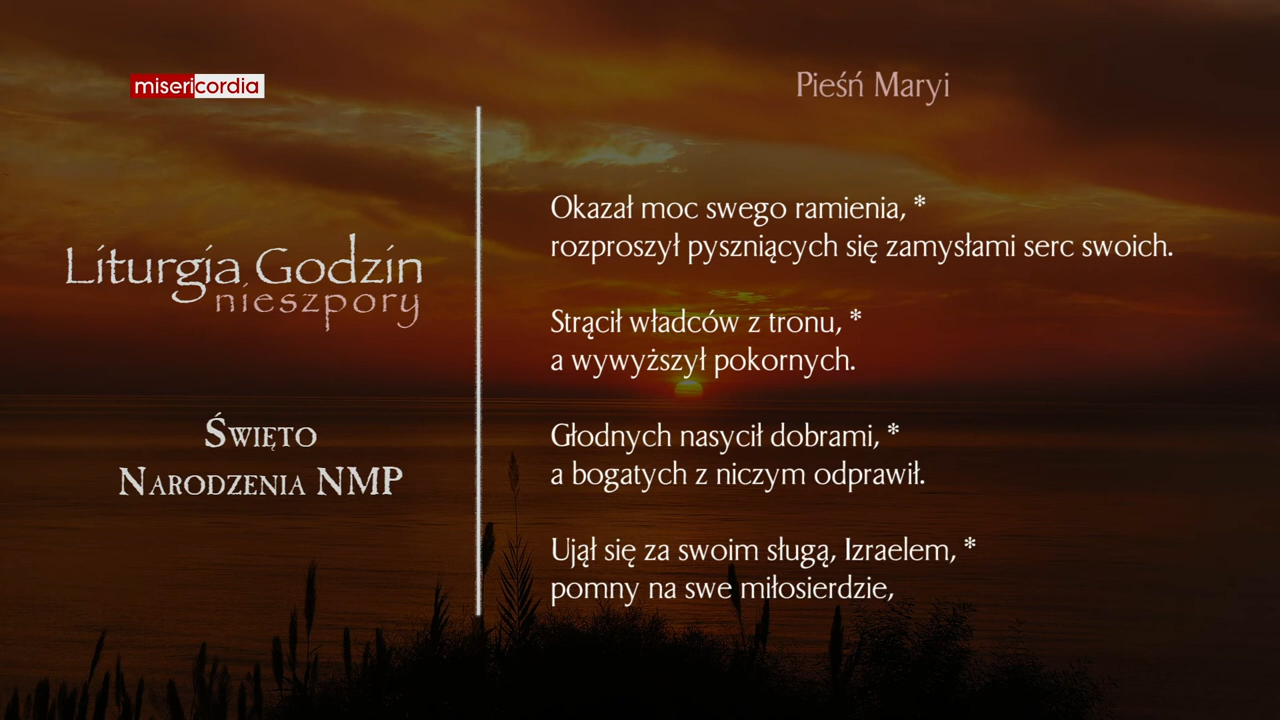 misericordia
Liturgia Godzin
nieszpory
Święto
Narodzenia NMP
Pieśń Maryi
Okazał moc swego ramienia, *
rozproszył pyszniących się zamysłami serc swoich.
Strącił władców z tronu, *
a wywyższył pokornych.
Głodnych nasycił dobrami, *
a bogatych z niczym odprawił.
Ujął się za swoim sługą, Izraelem, *
pomny na swe miłosierdzie,